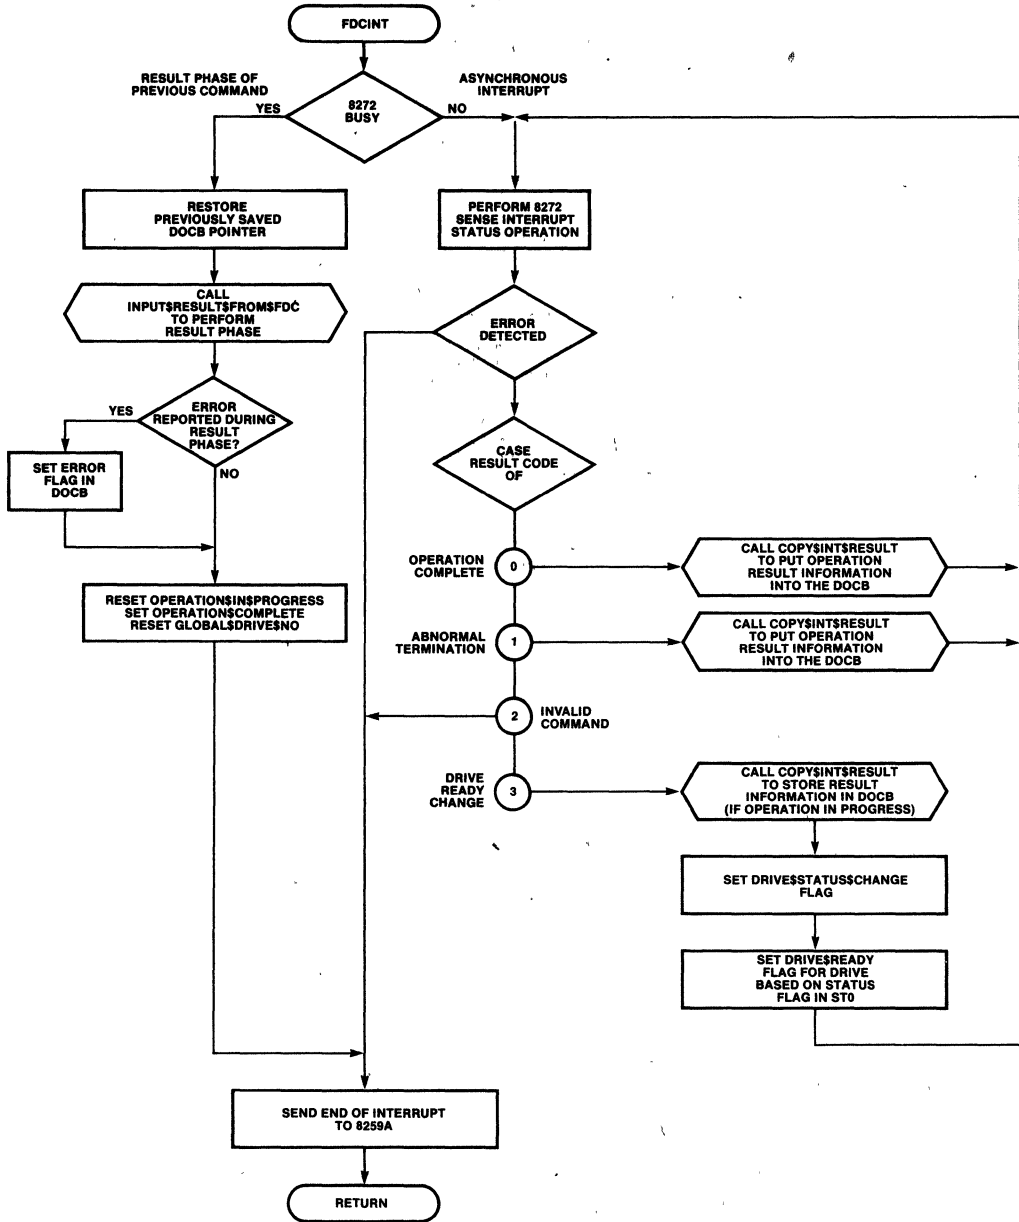 FDCINT
RESULT PHASE OF
PREVIOUS COMMAND
ASYNCHRONOUS
INTERRUPT
YES
8272
BUSY
NO
RESTORE
PREVIOUSLY SAVED
DOCB POINTER
PERFORM 8272
SENSE INTERRUPT
STATUS OPERATION
CALL
INPUT$RESULT$FROM$FDC
TO PERFORM
RESULT PHASE
ERROR
DETECTED
YES
ERROR
REPORTED DURING
RESULT
PHASE?
NO
SET ERROR
FLAG IN
DOCB
CASE
RESULT CODE
OF
OPERATION
COMPLETE
0
CALL COPY$INT$RESULT
TO PUT OPERATION
RESULT INFORMATION
INTO THE DOCB
RESET OPERATION$IN$PROGRESS
SET OPERATION$COMPLETE
RESET GLOBAL$DRIVE$NO
ABNORMAL
TERMINATION
1
CALL COPY$INT$RESULT
TO PUT OPERATION
RESULT INFORMATION
INTO THE DOCB
2
INVALID
COMMAND
DRIVE
READY
CHANGE
3
CALL COPY$INT$RESULT
TO STORE RESULT
INFORMATION IN DOCB
(IF OPERATION IN PROGRESS)
SET DRIVE$STATUS$CHANGE
FLAG
SET DRIVE$READY
FLAG FOR DRIVE
BASED ON STATUS
FLAG IN ST0
SEND END OF INTERRUPT
TO 8259A
RETURN